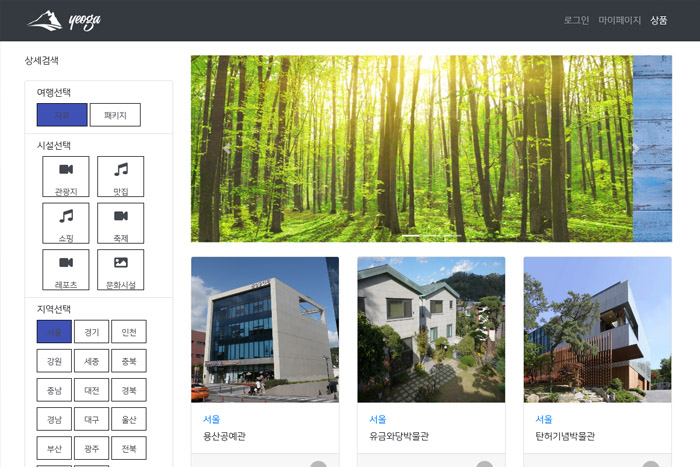 yeoga
로그인 마이페이지 상품
상세검색
여행선택
패키지
시설선택
관광지 맛집
쇼핑 축제
레포츠 문화시설
지역선택
서울 경기 인천
강원 세종 충북
충남 대전 경북
경남 대구 울산
부산 광주 전북
서울
용산공예관
서울
유금와당박물관
서울
탄허기념박물관